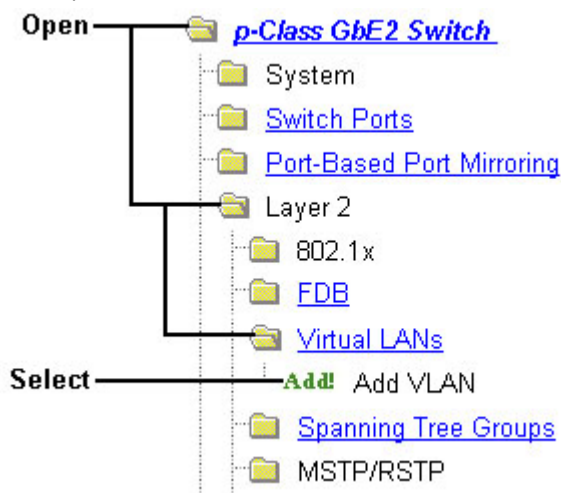 Open p-Class GbE2 Switch
System
Switch Ports
Port-Based Port Mirroring
Layer 2
802.1x
FDB
Virtual LANs
Select Add! Add VLAN
Spanning Tree Groups
MSTP/RSTP